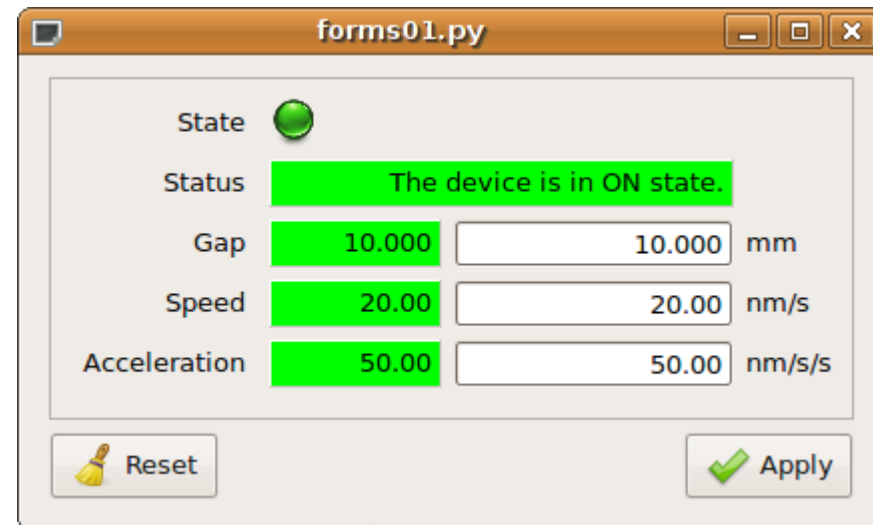 forms01.py
State
Status The device is in ON state.
Gap 10.000 10.000 mm
Speed 20.00 20.00 nm/s
Acceleration 50.00 50.00 nm/s/s
Reset Apply